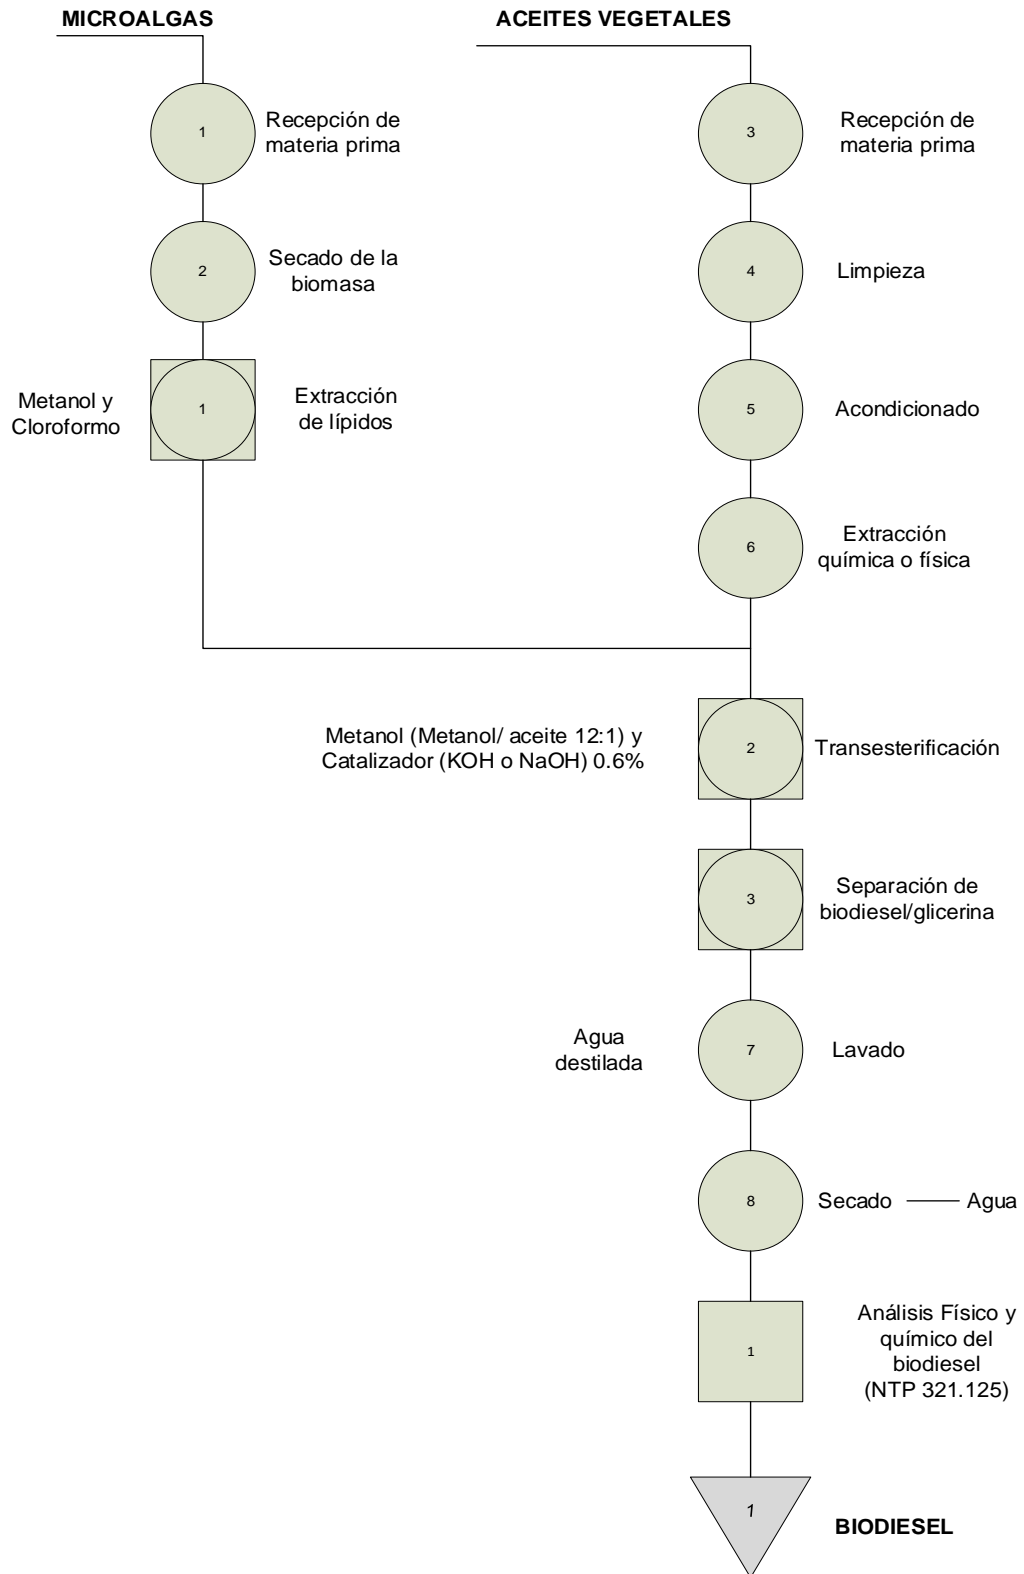 MICROALGAS
ACEITES VEGETALES
1
Recepción de
materia prima
3
Recepción de
materia prima
2
Secado de la
biomasa
4
Limpieza
Metanol y
Cloroformo
1
Extracción
de lípidos
5
Acondicionado
6
Extracción
química o física
Metanol (Metanol/ aceite 12:1) y
Catalizador (KOH o NaOH) 0.6%
2
Transesterificación
3
Separación de
biodiesel/glicerina
Agua
destilada
7
Lavado
8
Secado
Agua
1
Análisis Físico y
químico del
biodiesel
(NTP 321.125)
1
BIODIESEL